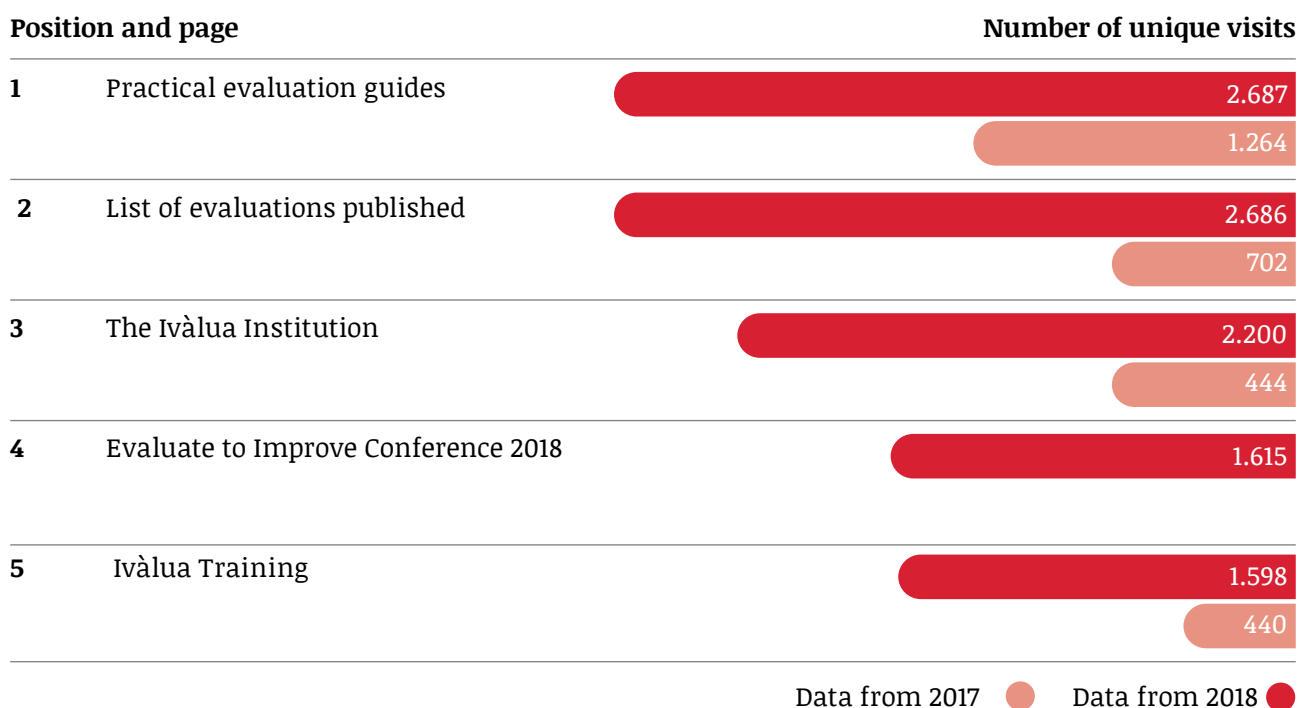 Position and page Number of unique visits
1 Practical evaluation guides 2.687
1.264
2 List of evaluations published 2.686
702
3 The Ivàlua Institution 2.200
444
4 Evaluate to Improve Conference 2018 1.615
5 Ivàlua Training 1.598
440
Data from 2017 Data from 2018